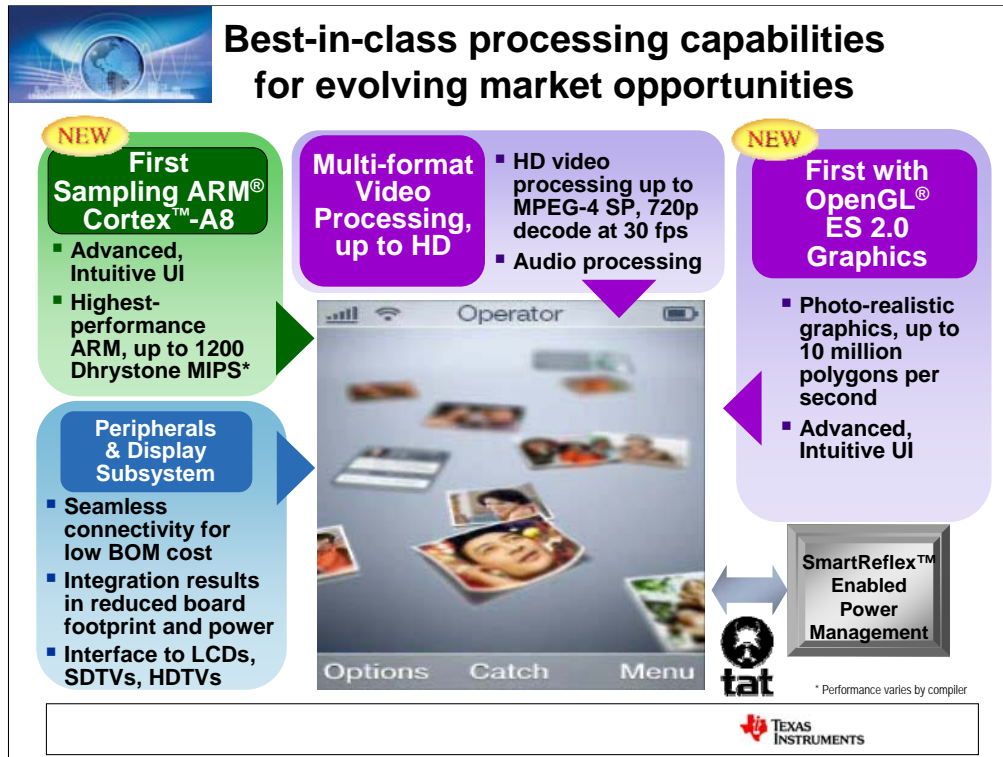 Best-in-class processing capabilities
for evolving market opportunities
NEW
First
Sampling ARM®
Cortex™-A8
▪ Advanced,
Intuitive UI
▪ Highest-
performance
ARM, up to 1200
Dhrystone MIPS*
Multi-format
Video
Processing,
up to HD
▪ HD video
processing up to
MPEG-4 SP, 720p
decode at 30 fps
▪ Audio processing
NEW
First with
OpenGL®
ES 2.0
Graphics
▪ Photo-realistic
graphics, up to
10 million
polygons per
second
▪ Advanced,
Intuitive UI
Peripherals
& Display
Subsystem
▪ Seamless
connectivity for
low BOM cost
▪ Integration results
in reduced board
footprint and power
▪ Interface to LCDs,
SDTVs, HDTVs
Operator
Options Catch Menu
SmartReflex™
Enabled
Power
Management
tat
* Performance varies by compiler
TEXAS
INSTRUMENTS